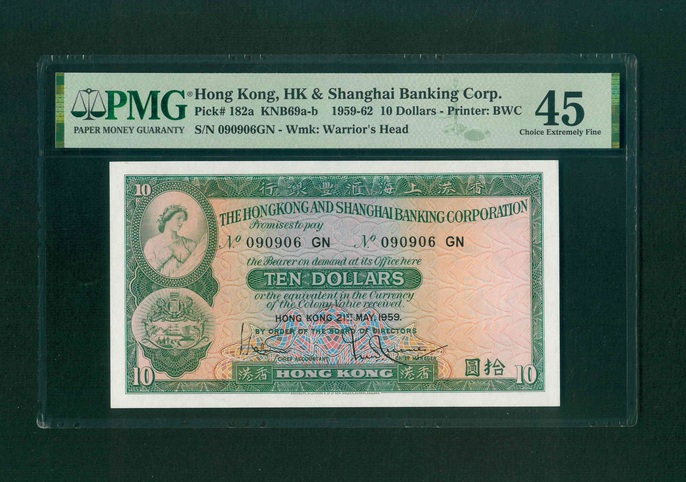 PMG
PAPER MONEY GUARANTY
Hong Kong, HK & Shanghai Banking Corp.
Pick# 182a KNB69a-b 1959-62 10 Dollars - Printer: BWC
S/N 090906GN - Wmk: Warrior's Head
45
Choice Extremely Fine
10
行銀豐滙海上港香
THE HONGKONG AND SHANGHAI BANKING CORPORATION
Promises to pay
No 090906 GN No 090906 GN
the Bearer on demand at its Office here
TEN DOLLARS
or the equivalent in the Currency
of the Colony Value received.
HONG KONG 21ST MAY, 1959.
BY ORDER OF THE BOARD OF DIRECTORS
CHIEF ACCOUNTANT CHIEF MANAGER
10 港香 HONG KONG 港香 圓拾 10